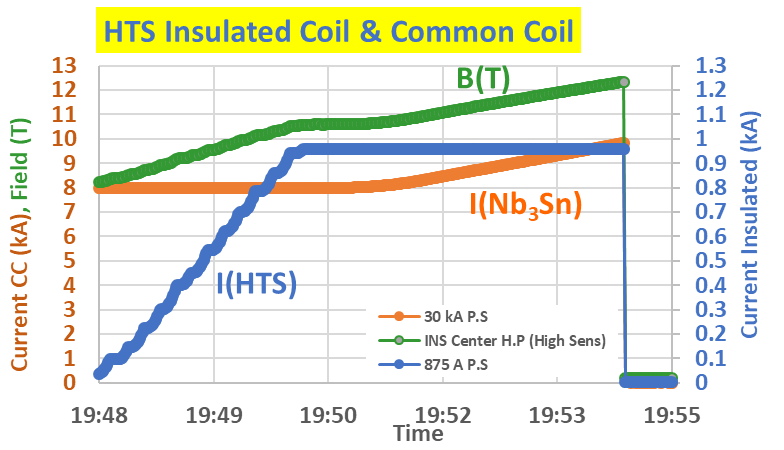 HTS Insulated Coil & Common Coil
Current CC (kA), Field (T)
13
12
11
10
9
8
7
6
5
4
3
2
1
0
B(T)
I(Nb₃Sn)
I(HTS)
30 kA P.S
INS Center H.P (High Sens)
875 A P.S
1.3
1.2
1.1
1
0.9
0.8
0.7
0.6
0.5
0.4
0.3
0.2
0.1
0
Current Insulated (kA)
19:48 19:49 19:50 19:52 19:53 19:55
Time